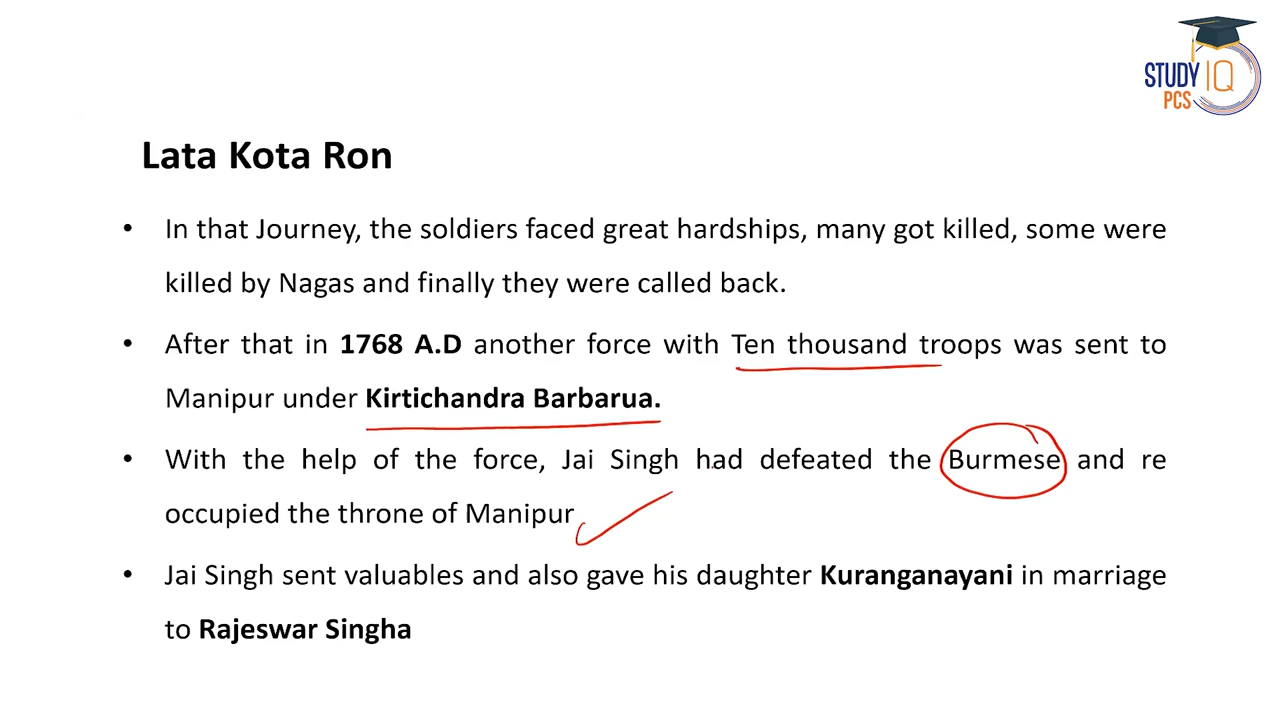 STUDY IQ
PCS
Lata Kota Ron
• In that Journey, the soldiers faced great hardships, many got killed, some were
killed by Nagas and finally they were called back.
• After that in 1768 A.D another force with Ten thousand troops was sent to
Manipur under Kirtichandra Barbarua.
• With the help of the force, Jai Singh had defeated the Burmese and re
occupied the throne of Manipur
• Jai Singh sent valuables and also gave his daughter Kuranganayani in marriage
to Rajeswar Singha